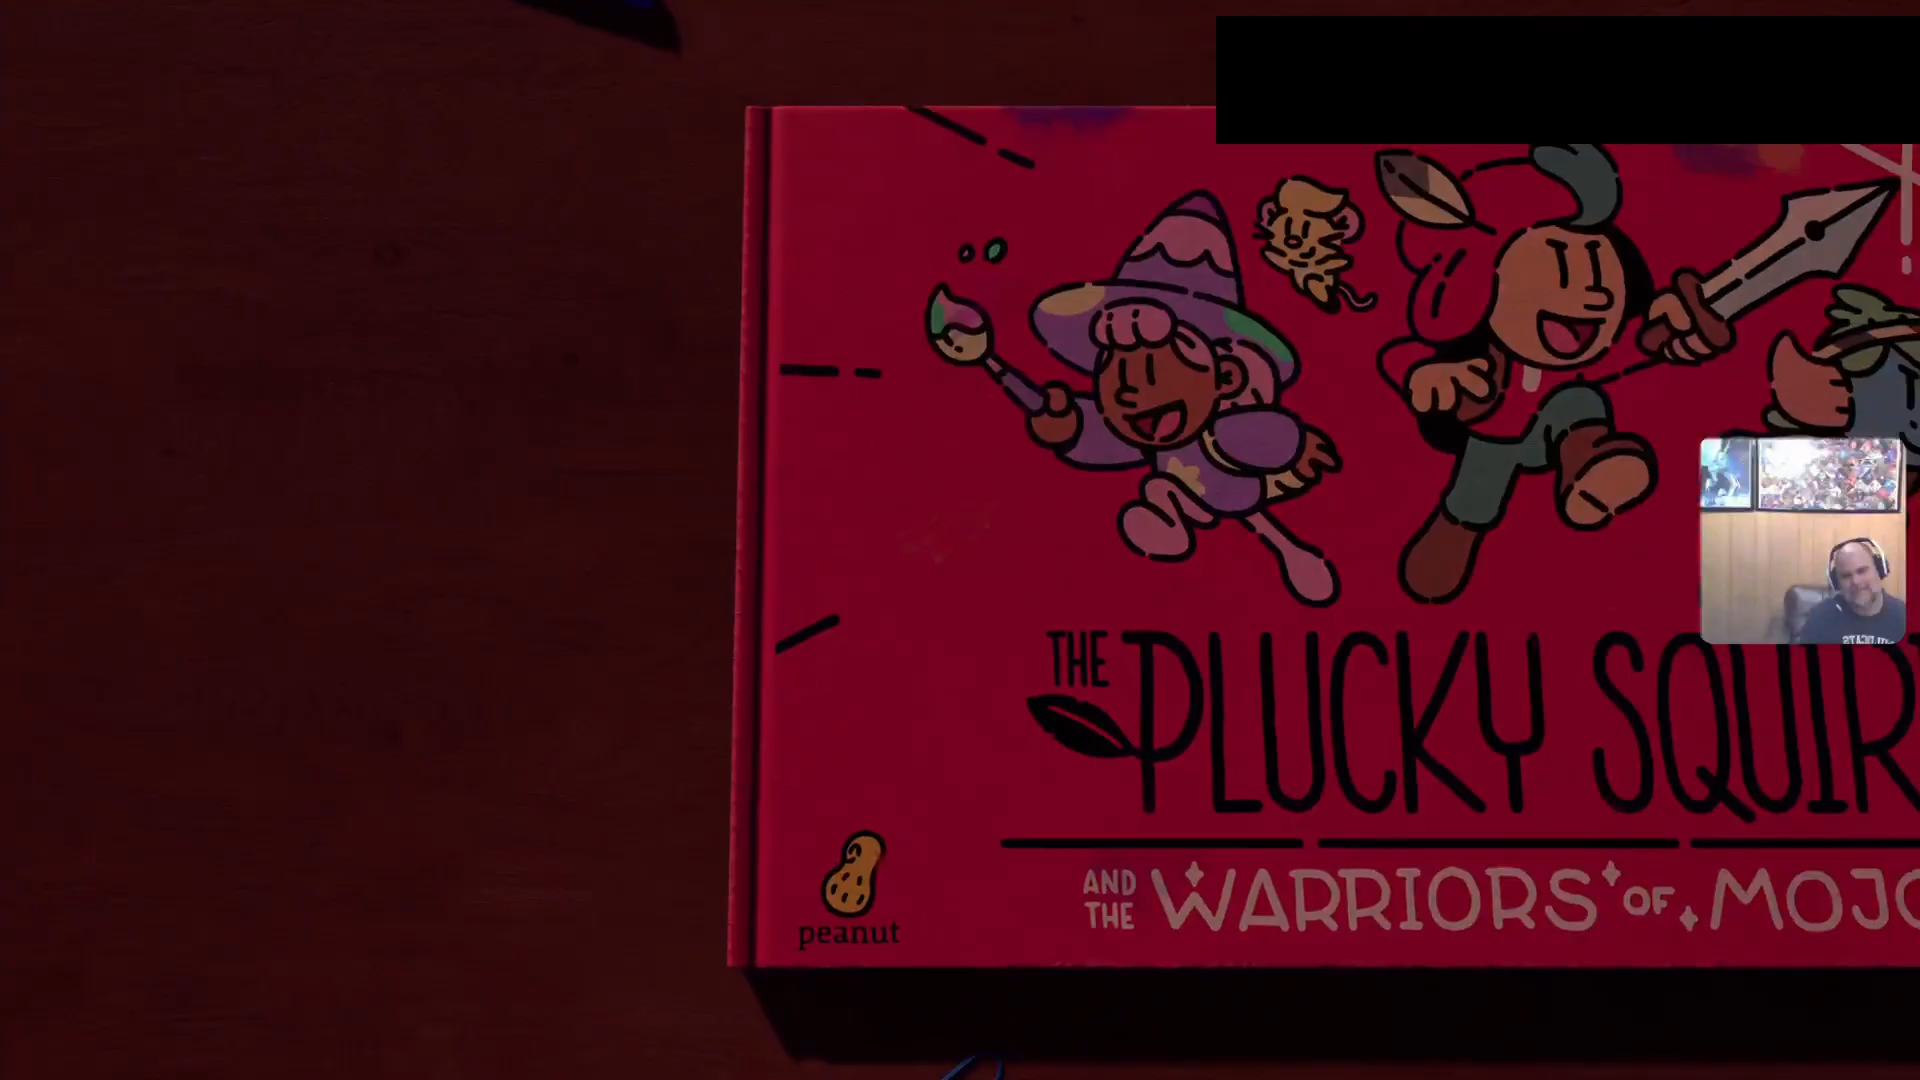 THE PLUCKY SQUIR
AND THE WARRIORS OF MOJO
peanut